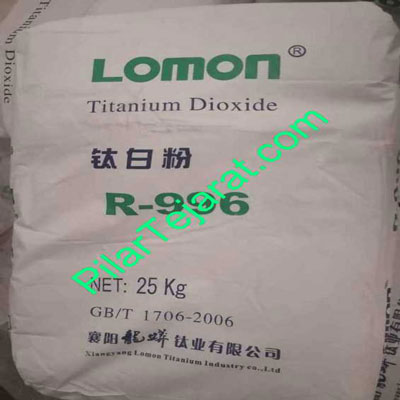 LOMON®
Titanium Dioxide
钛白粉
R-996
PilarTejarat.com
NET: 25 Kg
GB/T 1706-2006
襄阳龙蟒钛业有限公司
Xiangyang Lomon Titanium Industry co.,Ltd